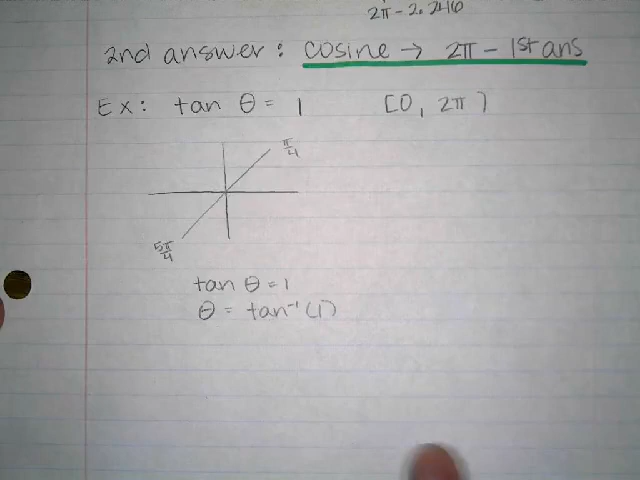 2π - 2.246
2nd answer: cosine → 2π - 1st ans
Ex: tan θ = 1 [0, 2π)
π/4
5π/4
tan θ = 1
θ = tan⁻¹(1)